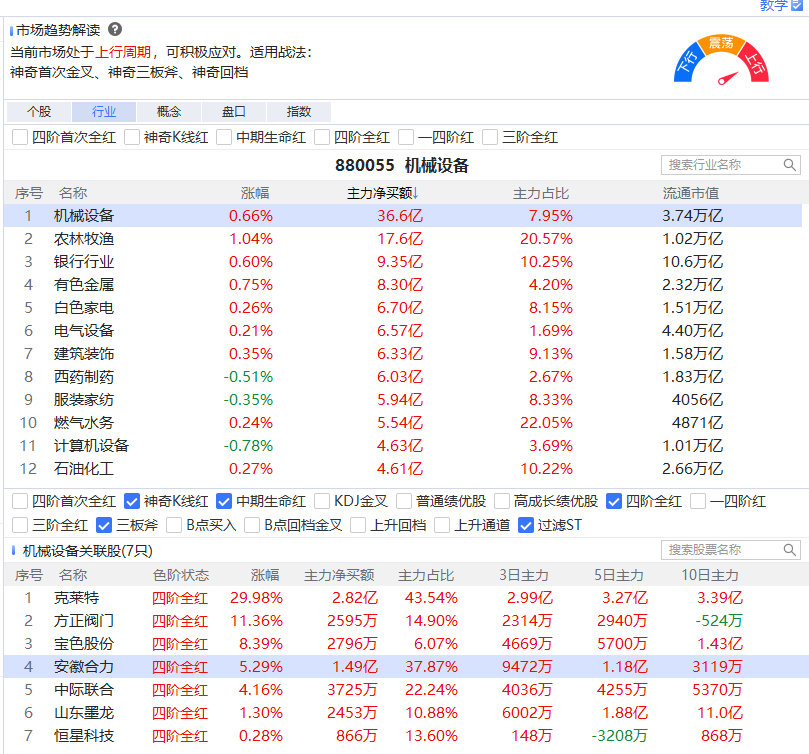 教学
市场趋势解读 ?
当前市场处于上行周期，可积极应对。适用战法：
神奇首次金叉、神奇三板斧、神奇回档
下行 震荡 上行
个股 行业 概念 盘口 指数
四阶首次全红 神奇K线红 中期生命红 四阶全红 一四阶红 三阶全红
880055 机械设备 搜索行业名称
序号 名称 涨幅 主力净买额↓ 主力占比 流通市值
1 机械设备 0.66% 36.6亿 7.95% 3.74万亿
2 农林牧渔 1.04% 17.6亿 20.57% 1.02万亿
3 银行行业 0.60% 9.35亿 10.25% 10.6万亿
4 有色金属 0.75% 8.30亿 4.20% 2.32万亿
5 白色家电 0.26% 6.70亿 8.15% 1.51万亿
6 电气设备 0.21% 6.57亿 1.69% 4.40万亿
7 建筑装饰 0.35% 6.33亿 9.13% 1.58万亿
8 西药制药 -0.51% 6.03亿 2.67% 1.83万亿
9 服装家纺 -0.35% 5.94亿 8.33% 4056亿
10 燃气水务 0.24% 5.54亿 22.05% 4871亿
11 计算机设备 -0.78% 4.63亿 3.69% 1.01万亿
12 石油化工 0.27% 4.61亿 10.22% 2.66万亿
四阶首次全红 神奇K线红 中期生命红 KDJ金叉 普通绩优股 高成长绩优股 四阶全红 一四阶红
三阶全红 三板斧 B点买入 B点回档金叉 上升回档 上升通道 过滤ST
机械设备关联股(7只) 搜索股票名称
序号 名称 色阶状态 涨幅 主力净买额 主力占比 3日主力 5日主力 10日主力
1 克莱特 四阶全红 29.98% 2.82亿 43.54% 2.99亿 3.27亿 3.39亿
2 方正阀门 四阶全红 11.36% 2595万 14.90% 2314万 2940万 -524万
3 宝色股份 四阶全红 8.39% 2796万 6.07% 4669万 5700万 1.43亿
4 安徽合力 四阶全红 5.29% 1.49亿 37.87% 9472万 1.18亿 3119万
5 中际联合 四阶全红 4.16% 3725万 22.24% 4036万 4255万 5370万
6 山东墨龙 四阶全红 1.30% 2453万 10.88% 6002万 1.88亿 11.0亿
7 恒星科技 四阶全红 0.28% 866万 13.60% 148万 -3208万 868万